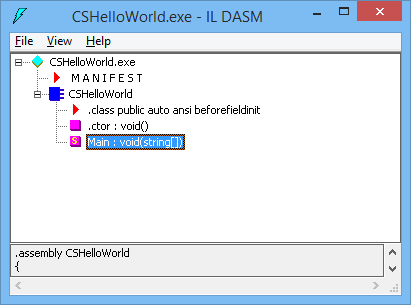 CSHelloWorld.exe - IL DASM
File View Help
CSHelloWorld.exe
M A N I F E S T
CSHelloWorld
.class public auto ansi beforefieldinit
.ctor : void()
S Main : void(string[])
.assembly CSHelloWorld
{